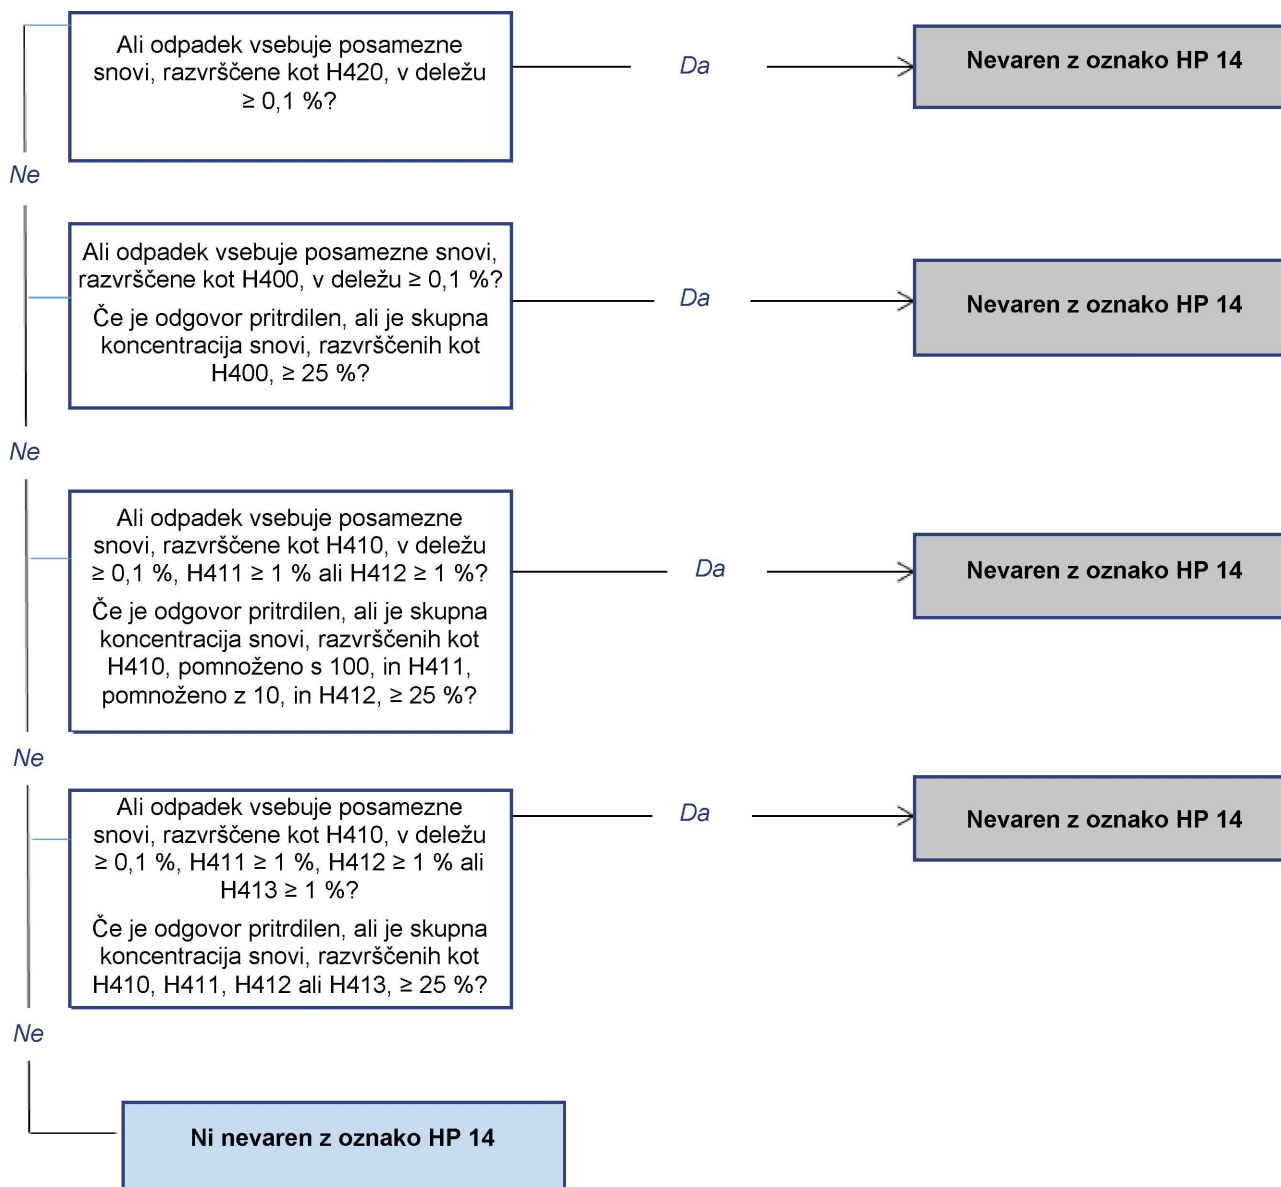 Ali odpadek vsebuje posamezne
snovi, razvrščene kot H420, v deležu
≥ 0,1 %?
Da
Nevaren z oznako HP 14
Ne
Ali odpadek vsebuje posamezne snovi,
razvrščene kot H400, v deležu ≥ 0,1 %?
Če je odgovor pritrdilen, ali je skupna
koncentracija snovi, razvrščenih kot
H400, ≥ 25 %?
Da
Nevaren z oznako HP 14
Ne
Ali odpadek vsebuje posamezne
snovi, razvrščene kot H410, v deležu
≥ 0,1 %, H411 ≥ 1 % ali H412 ≥ 1 %?
Če je odgovor pritrdilen, ali je skupna
koncentracija snovi, razvrščenih kot
H410, pomnoženo s 100, in H411,
pomnoženo z 10, in H412, ≥ 25 %?
Da
Nevaren z oznako HP 14
Ne
Ali odpadek vsebuje posamezne
snovi, razvrščene kot H410, v deležu
≥ 0,1 %, H411 ≥ 1 %, H412 ≥ 1 % ali
H413 ≥ 1 %?
Če je odgovor pritrdilen, ali je skupna
koncentracija snovi, razvrščenih kot
H410, H411, H412 ali H413, ≥ 25 %?
Da
Nevaren z oznako HP 14
Ne
Ni nevaren z oznako HP 14